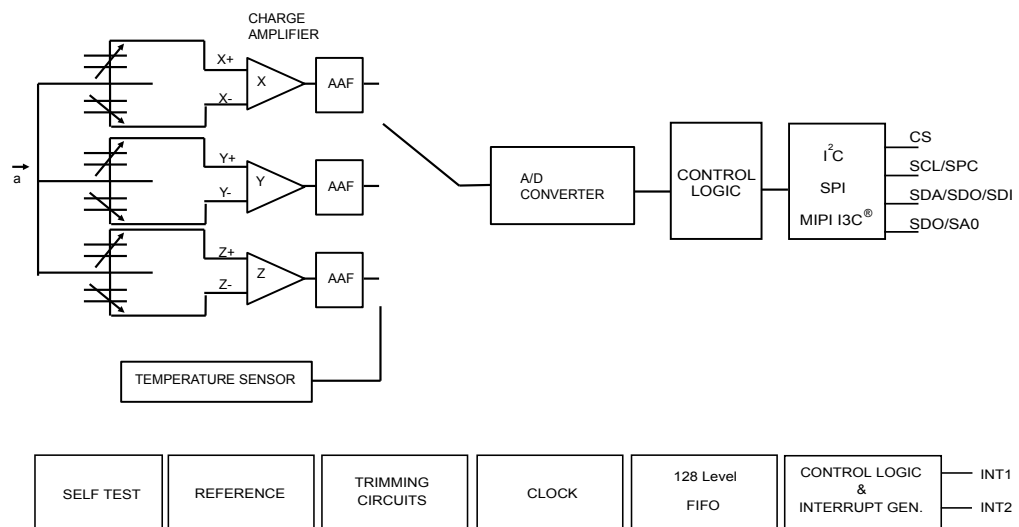 CHARGE
AMPLIFIER
X+
X
X-
AAF
Y+
Y
Y-
AAF
Z+
Z
Z-
AAF
a
TEMPERATURE SENSOR
A/D
CONVERTER
CONTROL
LOGIC
I²C
SPI
MIPI I3C®
CS
SCL/SPC
SDA/SDO/SDI
SDO/SA0
SELF TEST
REFERENCE
TRIMMING
CIRCUITS
CLOCK
128 Level
FIFO
CONTROL LOGIC
&
INTERRUPT GEN.
INT1
INT2